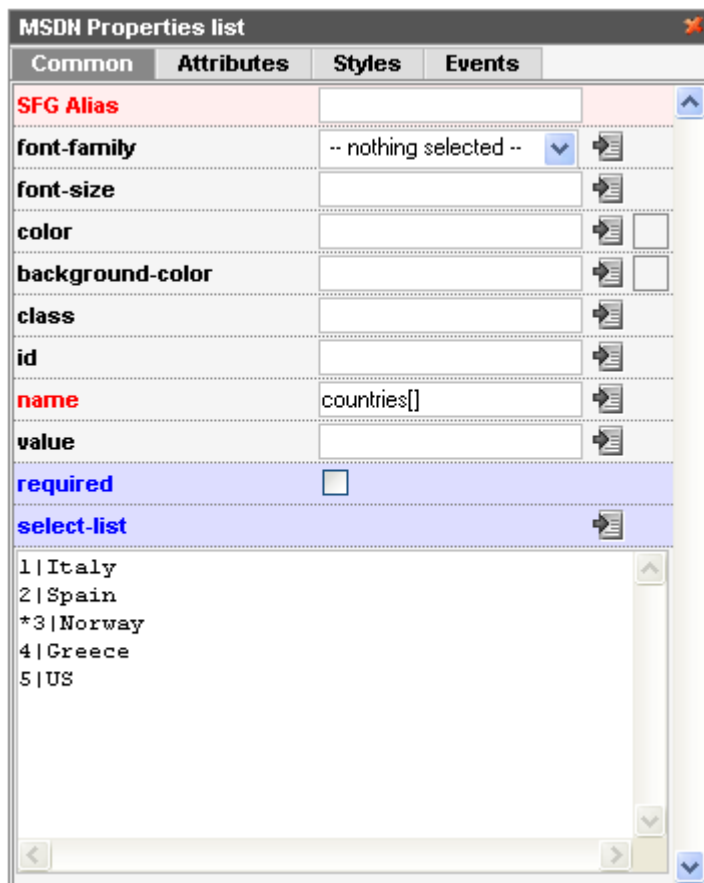 MSDN Properties list
Common Attributes Styles Events
SFG Alias
font-family -- nothing selected --
font-size
color
background-color
class
id
name countries[]
value
required
select-list
1|Italy
2|Spain
*3|Norway
4|Greece
5|US